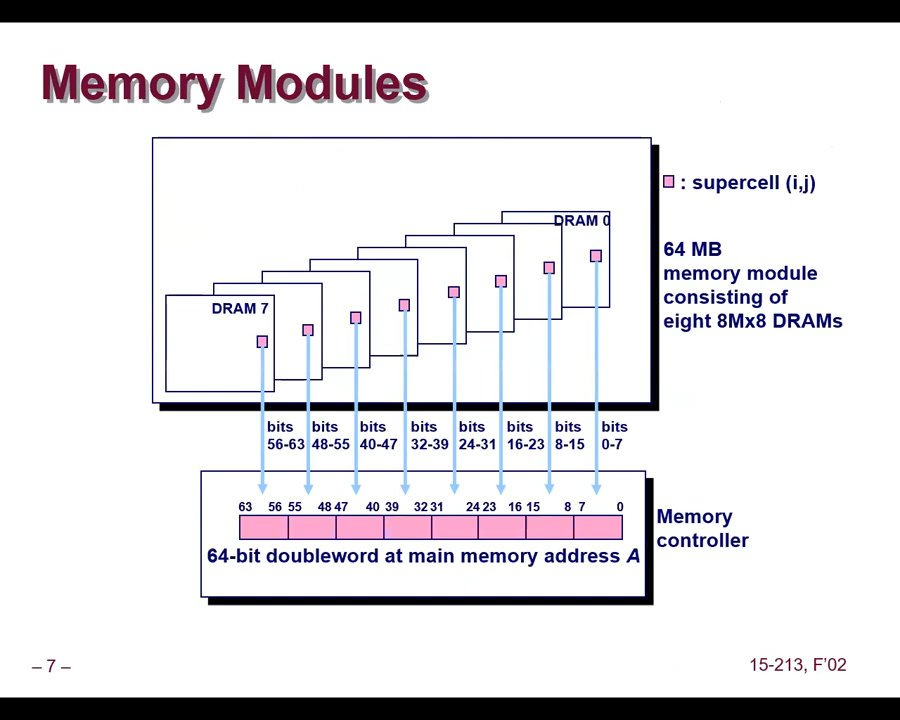 Memory Modules
: supercell (i,j)
DRAM 0
64 MB
memory module
consisting of
eight 8Mx8 DRAMs
DRAM 7
bits bits bits bits bits bits bits bits
56-63 48-55 40-47 32-39 24-31 16-23 8-15 0-7
63 56 55 48 47 40 39 32 31 24 23 16 15 8 7 0
Memory
controller
64-bit doubleword at main memory address A
– 7 –
15-213, F’02